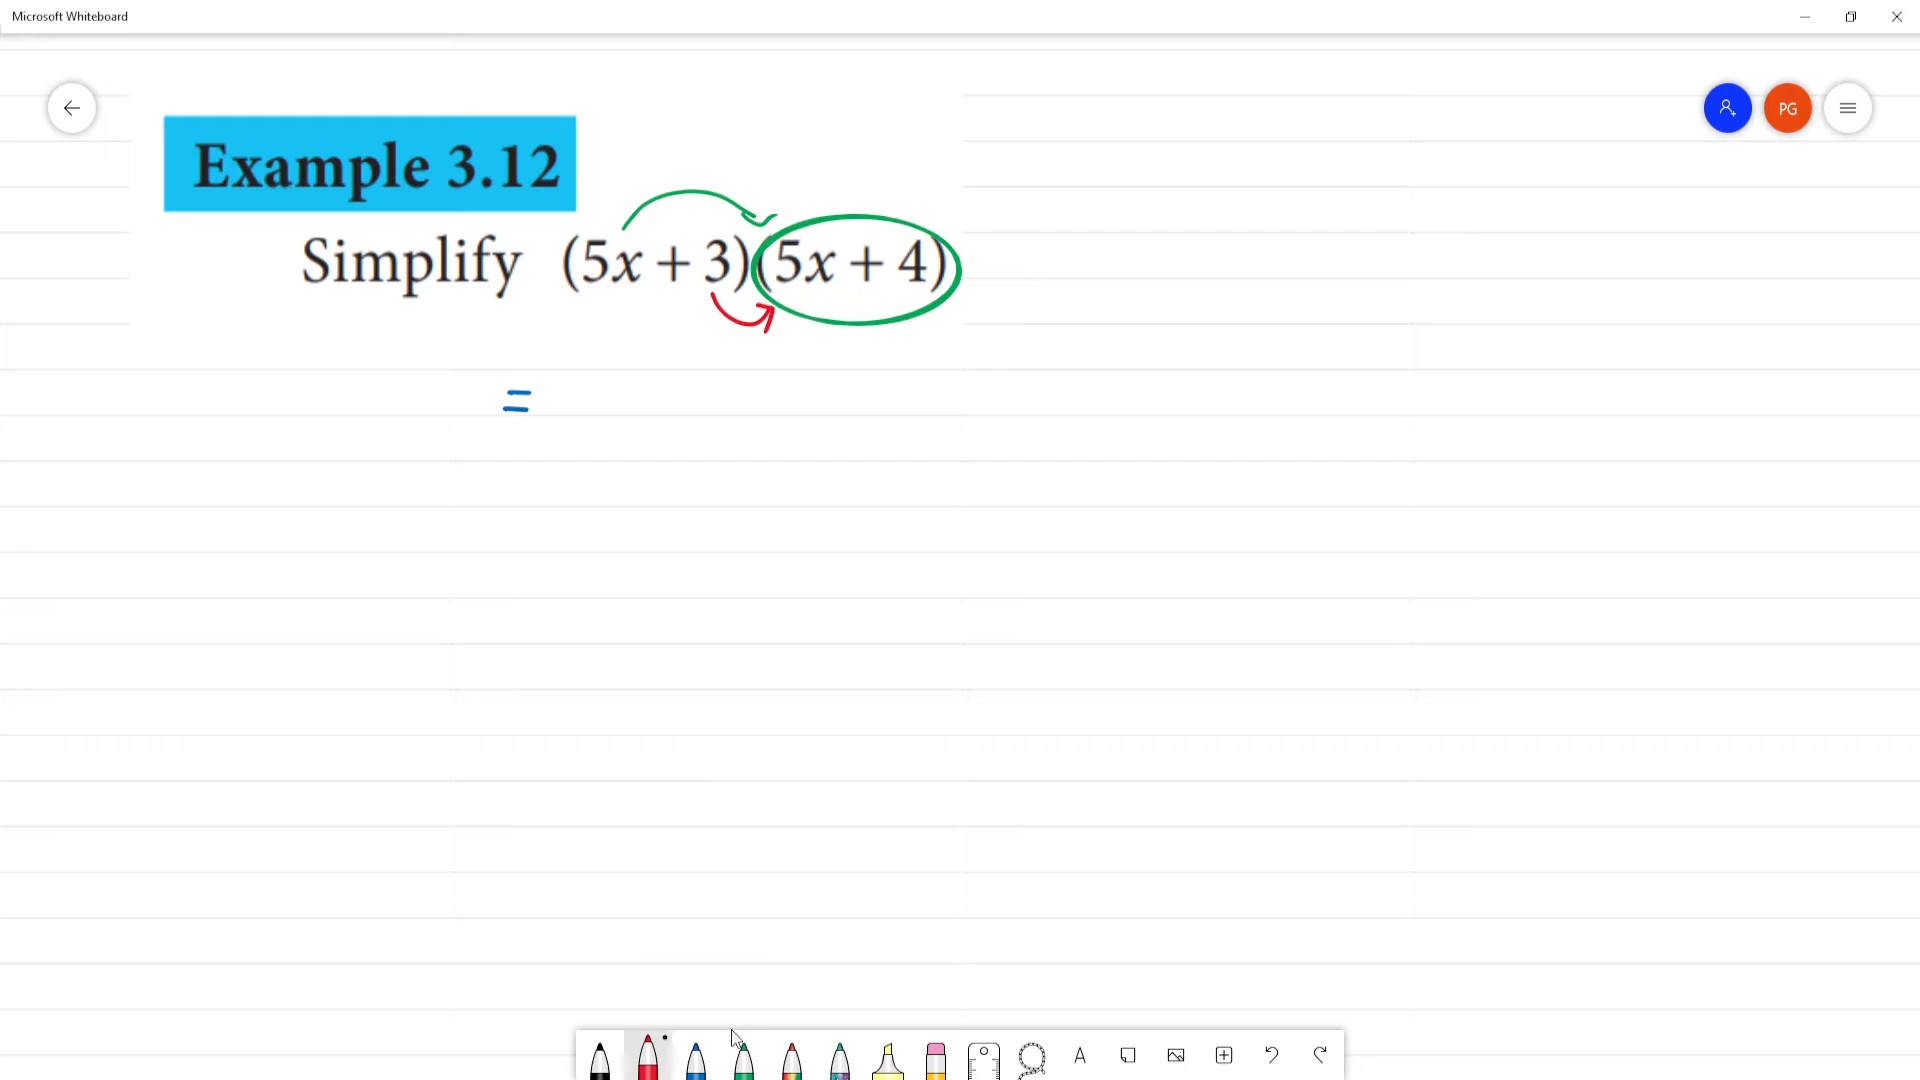 Microsoft Whiteboard
PG
Example 3.12
Simplify (5x + 3)(5x + 4)
=
A